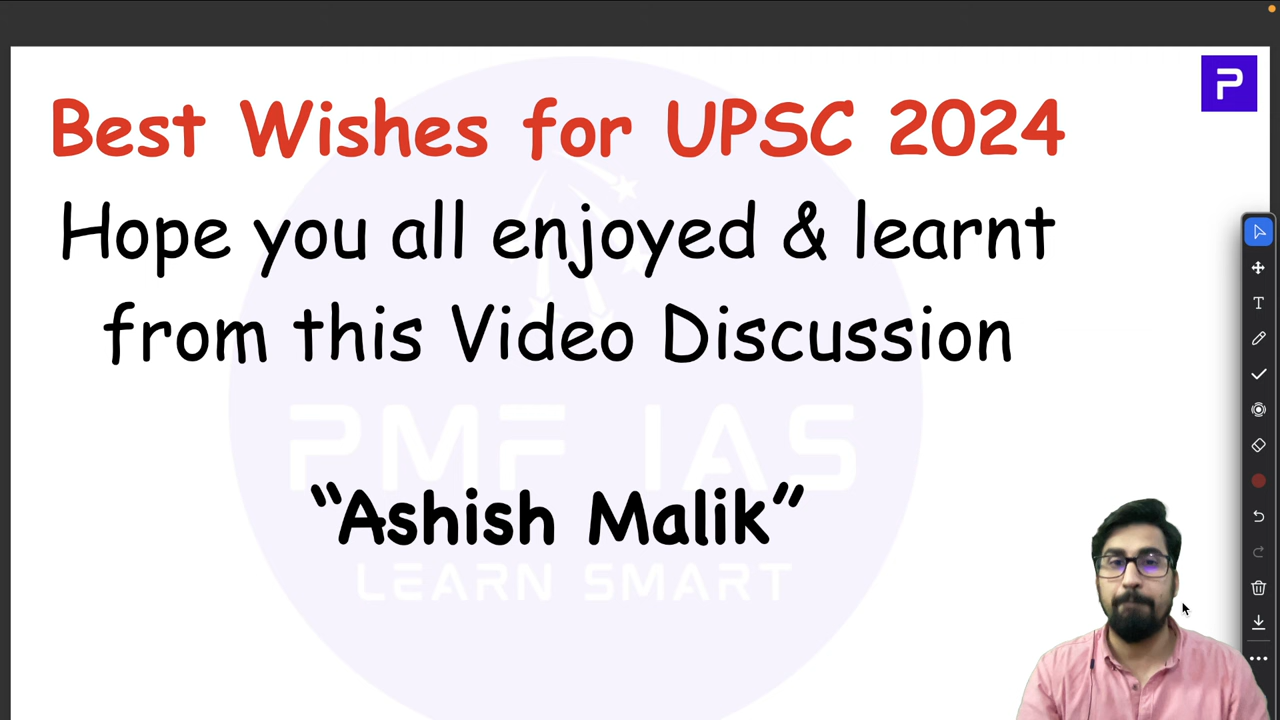 P
Best Wishes for UPSC 2024
Hope you all enjoyed & learnt
from this Video Discussion
PMF IAS
“Ashish Malik”
LEARN SMART
T